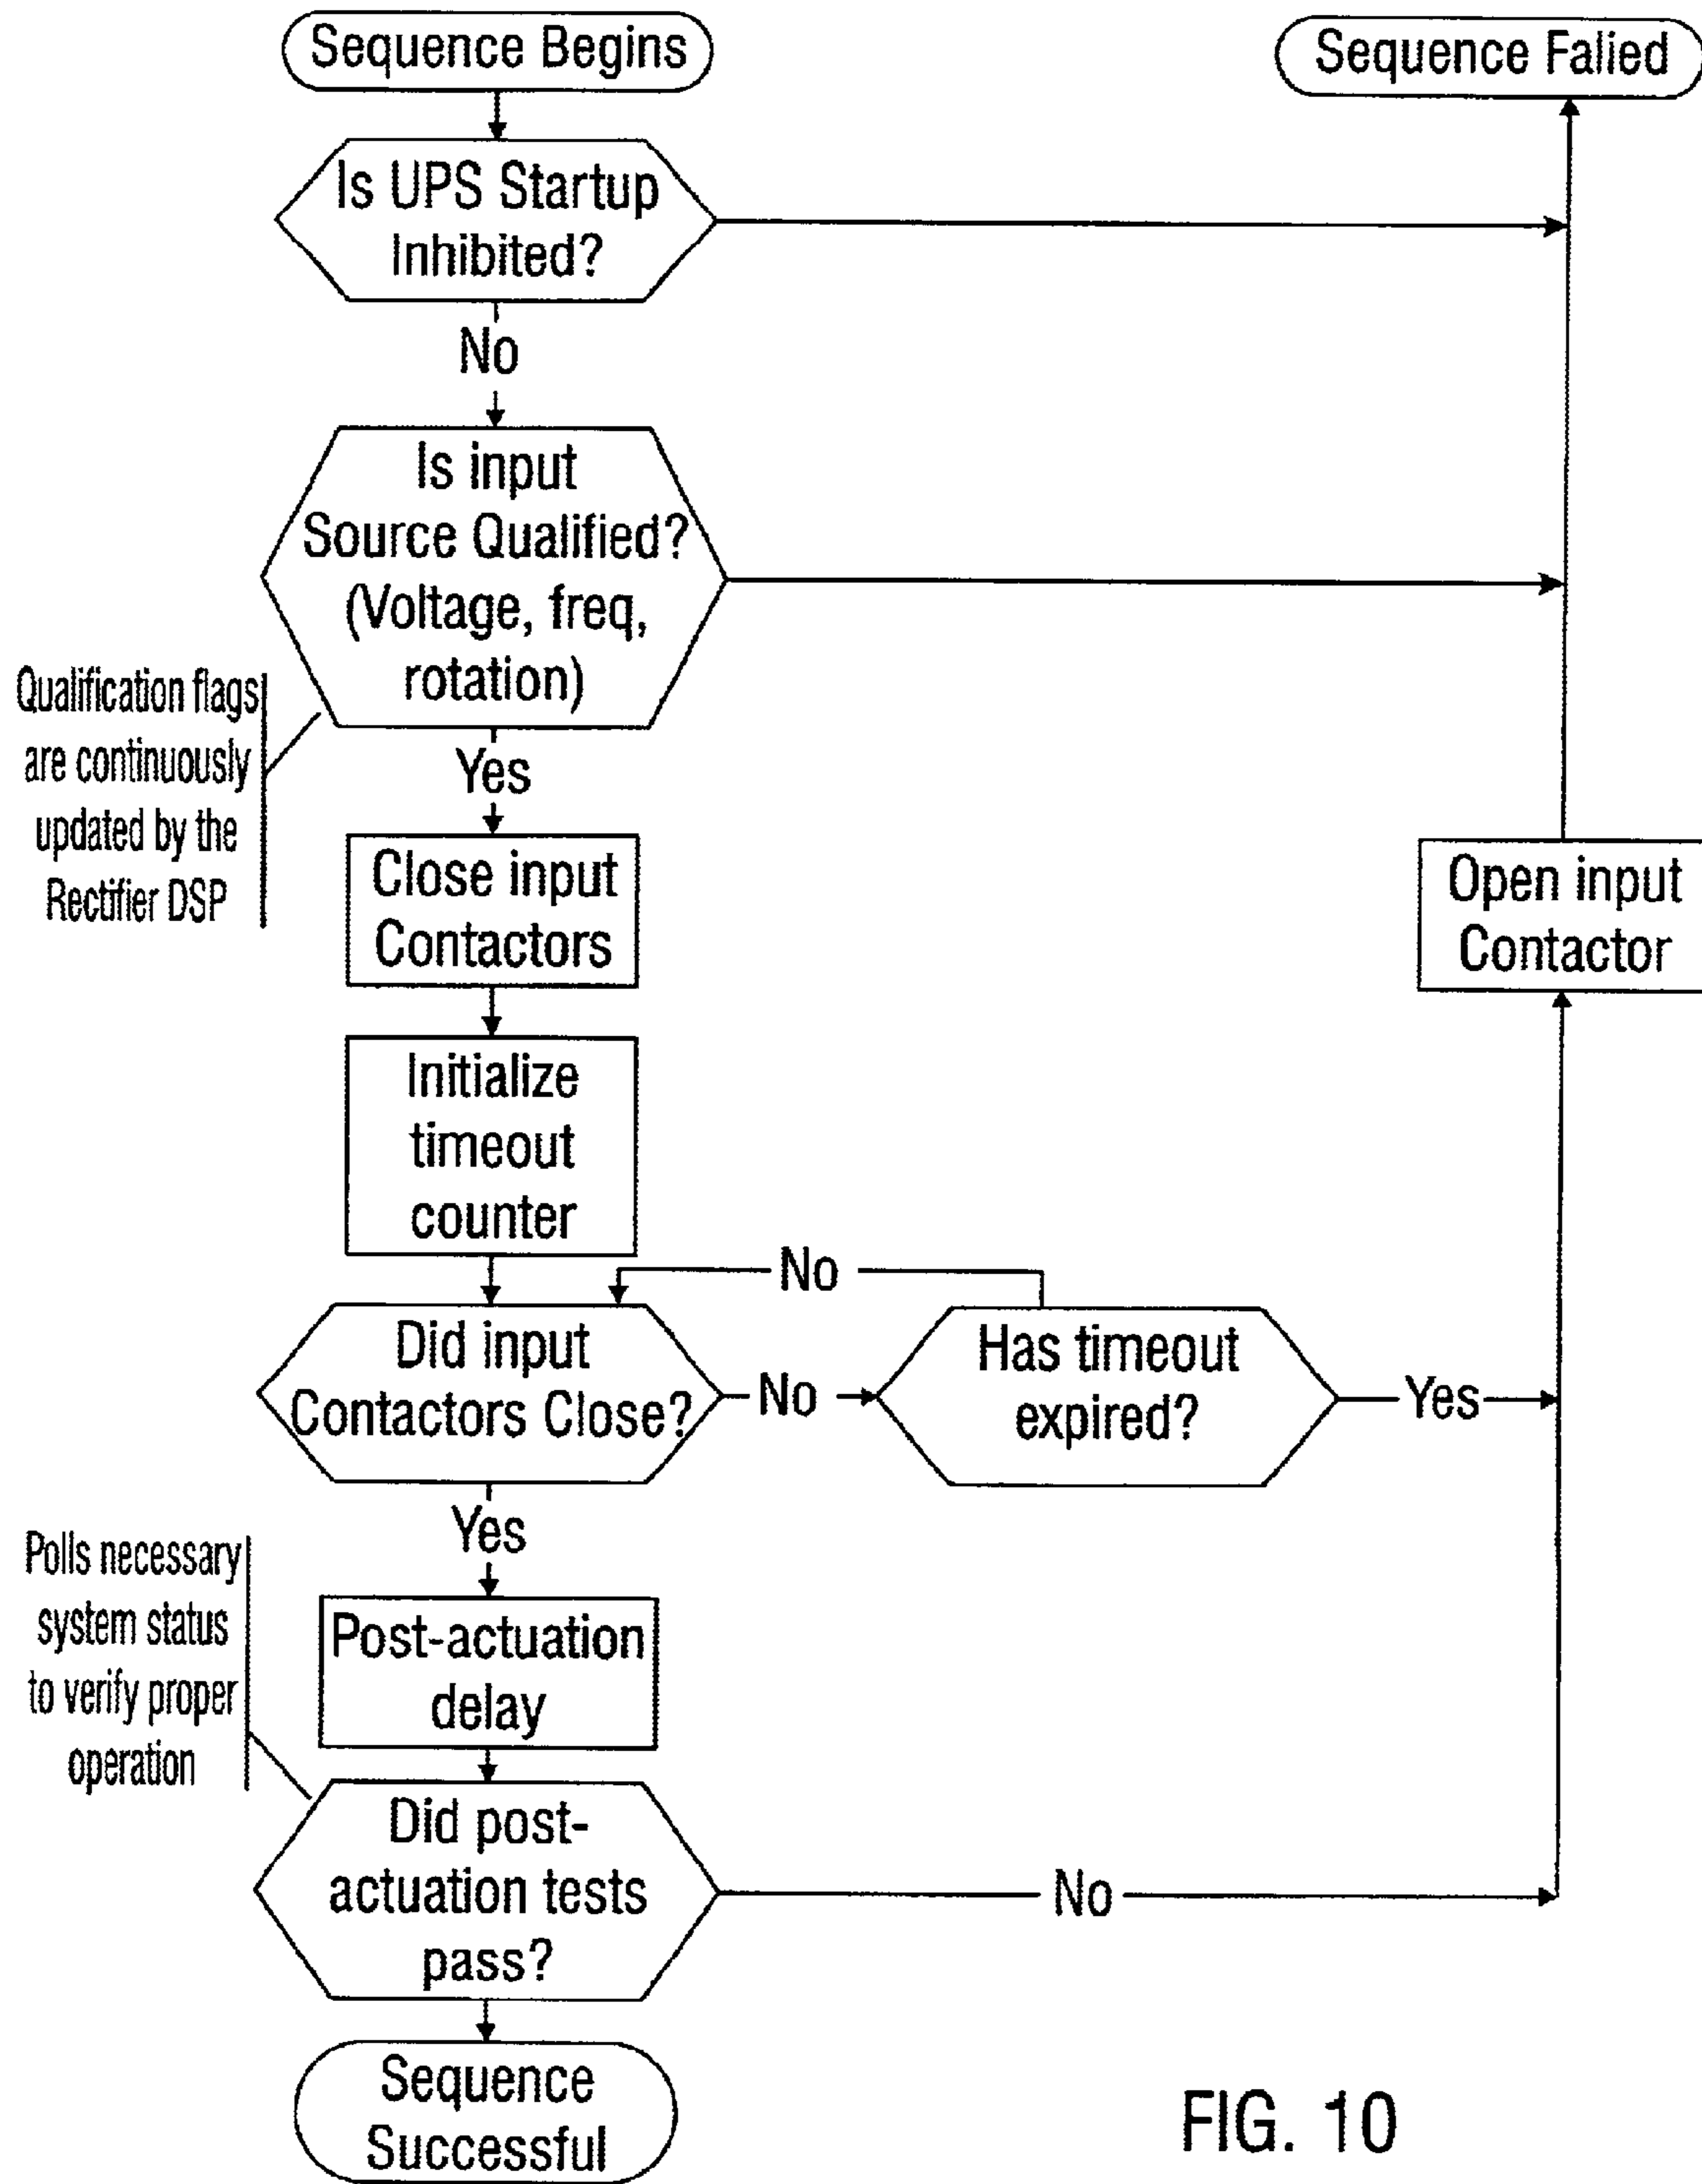 Sequence Begins
Sequence Falied
Is UPS Startup
Inhibited?
No
Is input
Source Qualified?
(Voltage, freq,
rotation)
Qualification flags
are continuously
updated by the
Rectifier DSP
Yes
Close input
Contactors
Open input
Contactor
Initialize
timeout
counter
No
Did input
Contactors Close?
No
Has timeout
expired?
Yes
Yes
Polls necessary
system status
to verify proper
operation
Post-actuation
delay
Did post-
actuation tests
pass?
No
Sequence
Successful
FIG. 10